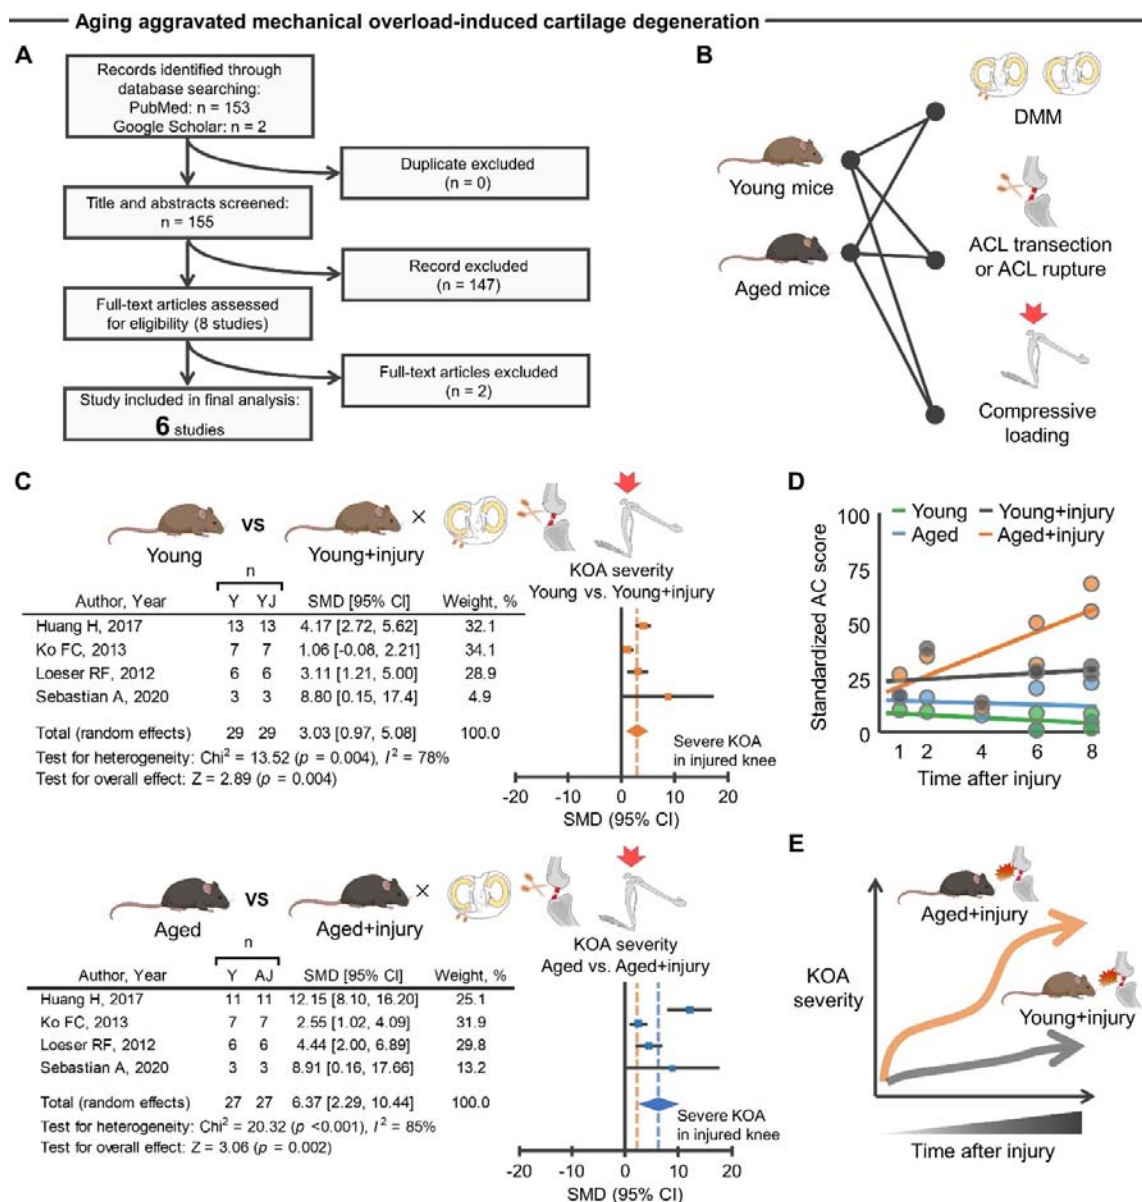 Aging aggravated mechanical overload-induced cartilage degeneration
A
Records identified through
database searching:
PubMed: n = 153
Google Scholar: n = 2
Duplicate excluded
(n = 0)
Title and abstracts screened:
n = 155
Record excluded
(n = 147)
Full-text articles assessed
for eligibility (8 studies)
Full-text articles excluded
(n = 2)
Study included in final analysis:
6 studies
B
Young mice
Aged mice
DMM
ACL transection
or ACL rupture
Compressive
loading
C
Young
VS
Young+injury
×
n
Author, Year Y YJ SMD [95% CI] Weight, %
Huang H, 2017 13 13 4.17 [2.72, 5.62] 32.1
Ko FC, 2013 7 7 1.06 [-0.08, 2.21] 34.1
Loeser RF, 2012 6 6 3.11 [1.21, 5.00] 28.9
Sebastian A, 2020 3 3 8.80 [0.15, 17.4] 4.9
Total (random effects) 29 29 3.03 [0.97, 5.08] 100.0
Test for heterogeneity: Chi² = 13.52 (p = 0.004), I² = 78%
Test for overall effect: Z = 2.89 (p = 0.004)
KOA severity
Young vs. Young+injury
Severe KOA
in injured knee
-20 -10 0 10 20
SMD (95% CI)
Aged
VS
Aged+injury
×
n
Author, Year Y AJ SMD [95% CI] Weight, %
Huang H, 2017 11 11 12.15 [8.10, 16.20] 25.1
Ko FC, 2013 7 7 2.55 [1.02, 4.09] 31.9
Loeser RF, 2012 6 6 4.44 [2.00, 6.89] 29.8
Sebastian A, 2020 3 3 8.91 [0.16, 17.66] 13.2
Total (random effects) 27 27 6.37 [2.29, 10.44] 100.0
Test for heterogeneity: Chi² = 20.32 (p <0.001), I² = 85%
Test for overall effect: Z = 3.06 (p = 0.002)
KOA severity
Aged vs. Aged+injury
Severe KOA
in injured knee
-20 -10 0 10 20
SMD (95% CI)
D
Standardized AC score
100
75
50
25
0
Young
Young+injury
Aged
Aged+injury
1 2 4 6 8
Time after injury
E
KOA
severity
Aged+injury
Young+injury
Time after injury